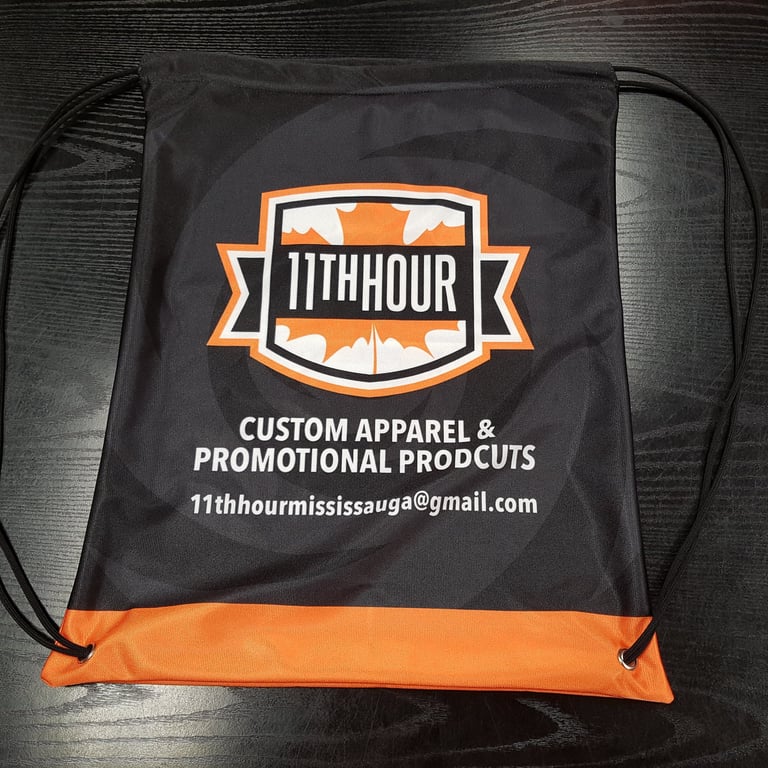 11THHOUR
CUSTOM APPAREL &
PROMOTIONAL PRODCUTS
11thhourmississauga@gmail.com